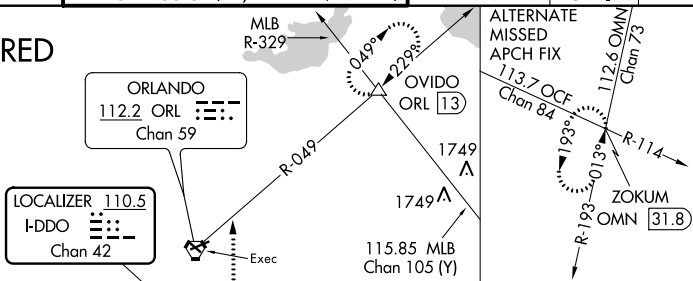 RED
MLB
R-329
049°
229°
OVIDO
ORL 13
ORLANDO
112.2 ORL
Chan 59
R-049
1749
1749
LOCALIZER 110.5
I-DDO
Chan 42
Exec
115.85 MLB
Chan 105 (Y)
ALTERNATE
MISSED
APCH FIX
112.6 OMN
Chan 73
113.7 OCF
Chan 84
193°
013°
R-114
R-193
ZOKUM
OMN 31.8